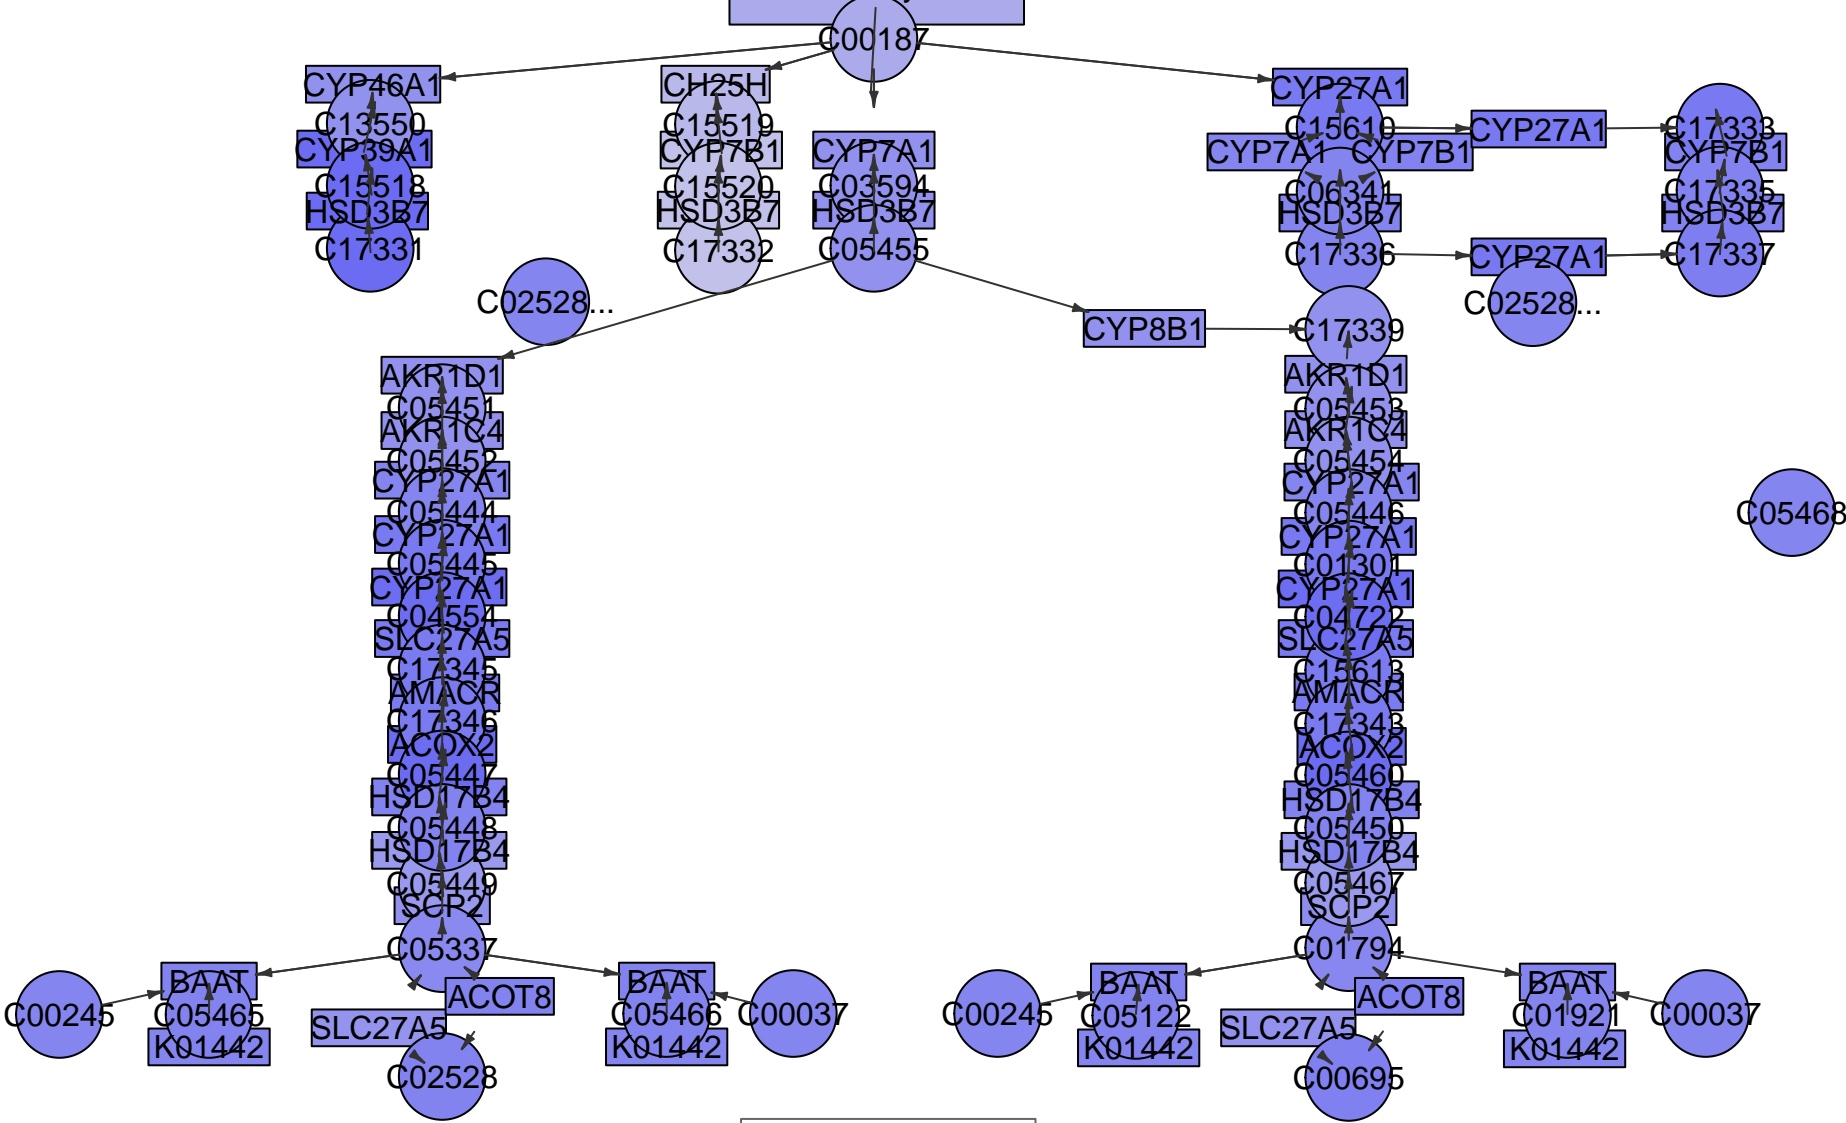 C00187
CYP46A1
C13550
CYP39A1
C15518
HSD3B7
C17331
CH25H
C15519
CYP7B1
C15520
HSD3B7
C17332
CYP7A1
C03594
HSD3B7
C05455
CYP27A1
C15610
CYP7A1
CYP7B1
C06341
HSD3B7
C17336
CYP27A1
CYP27A1
C17333
CYP7B1
C17335
HSD3B7
C17337
C02528...
C02528...
CYP8B1
C17339
AKR1D1
C05451
AKR1C4
C05452
CYP27A1
C05444
CYP27A1
C05445
CYP27A1
C04554
SLC27A5
C17345
AMACR
C17346
ACOX2
C05447
HSD17B4
C05448
HSD17B4
C05449
SCP2
C05337
AKR1D1
C05453
AKR1C4
C05454
CYP27A1
C05446
CYP27A1
C01301
CYP27A1
C04722
SLC27A5
C15613
AMACR
C17343
ACOX2
C05460
HSD17B4
C05450
HSD17B4
C05467
SCP2
C01794
C05468
C00245
BAAT
C05465
K01442
SLC27A5
ACOT8
C02528
BAAT
C05466
K01442
C00037
C00245
BAAT
C05122
K01442
SLC27A5
ACOT8
C00695
BAAT
C01921
K01442
C00037